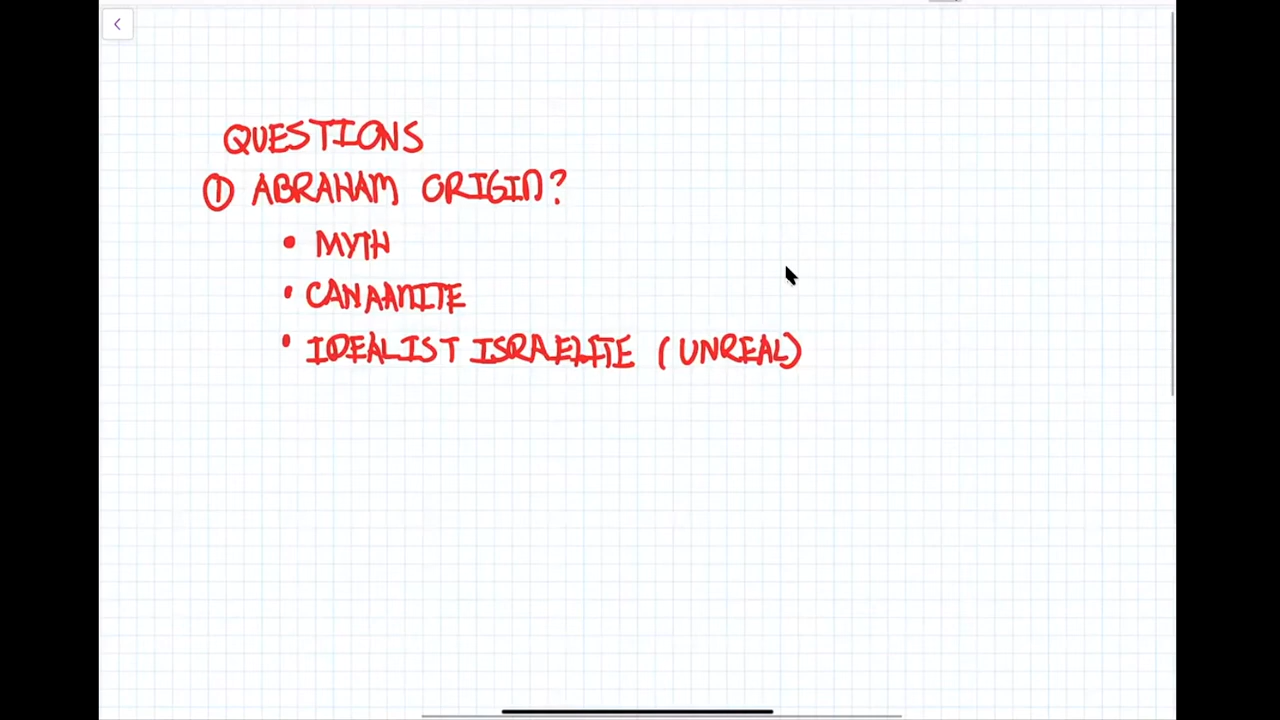 QUESTIONS
① ABRAHAM ORIGIN?
• MYTH
• CANAANITE
• IDEALIST ISRAELITE (UNREAL)